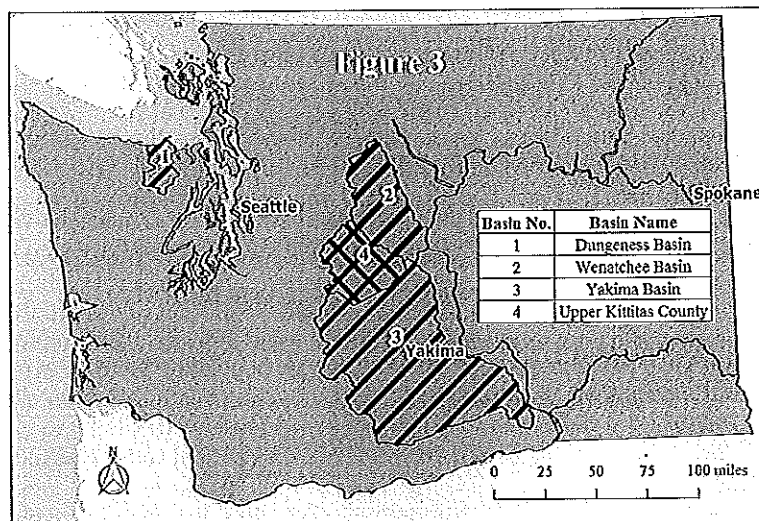 Figure 3
1
2
Seattle
Spokane
4
Basin No. Basin Name
1 Dungeness Basin
2 Wenatchee Basin
3 Yakima Basin
4 Upper Kittitas County
3
Yakima
N
0 25 50 75 100 miles